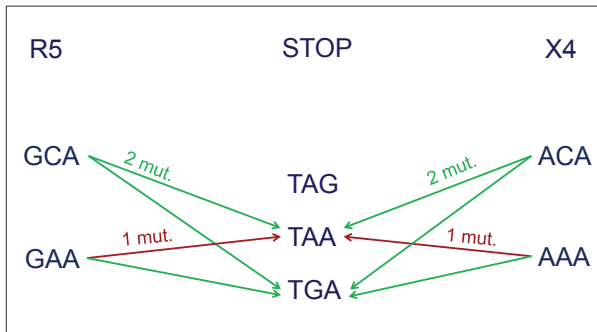 R5 STOP X4
GCA 2 mut. 2 mut. ACA
TAG
1 mut. TAA 1 mut.
GAA AAA
TGA